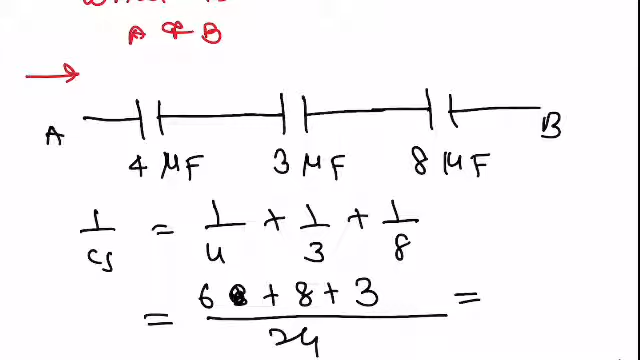 A & B
A B
4 μF 3 μF 8 μF
1/Cs = 1/4 + 1/3 + 1/8
= 6 + 8 + 3 / 24 =